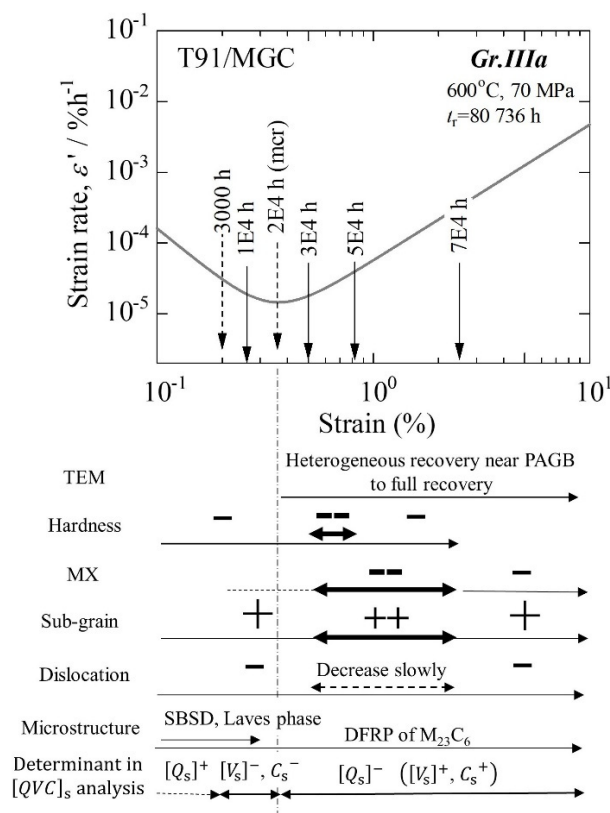 T91/MGC
Gr.IIIa
600°C, 70 MPa
tr=80 736 h
Strain rate, ε' / %h-1
10-1
10-2
10-3
10-4
10-5
3000 h
1E4 h
2E4 h (mcr)
3E4 h
5E4 h
7E4 h
10-1
100
101
Strain (%)
TEM
Heterogeneous recovery near PAGB
to full recovery
Hardness
− −− −
MX
−− −
Sub-grain
+ ++ +
Dislocation
− Decrease slowly −
Microstructure
SBSD, Laves phase
DFRP of M23C6
Determinant in
[QVC]s analysis
[Qs]+ [Vs]−, Cs− [Qs]− ([Vs]+, Cs+)